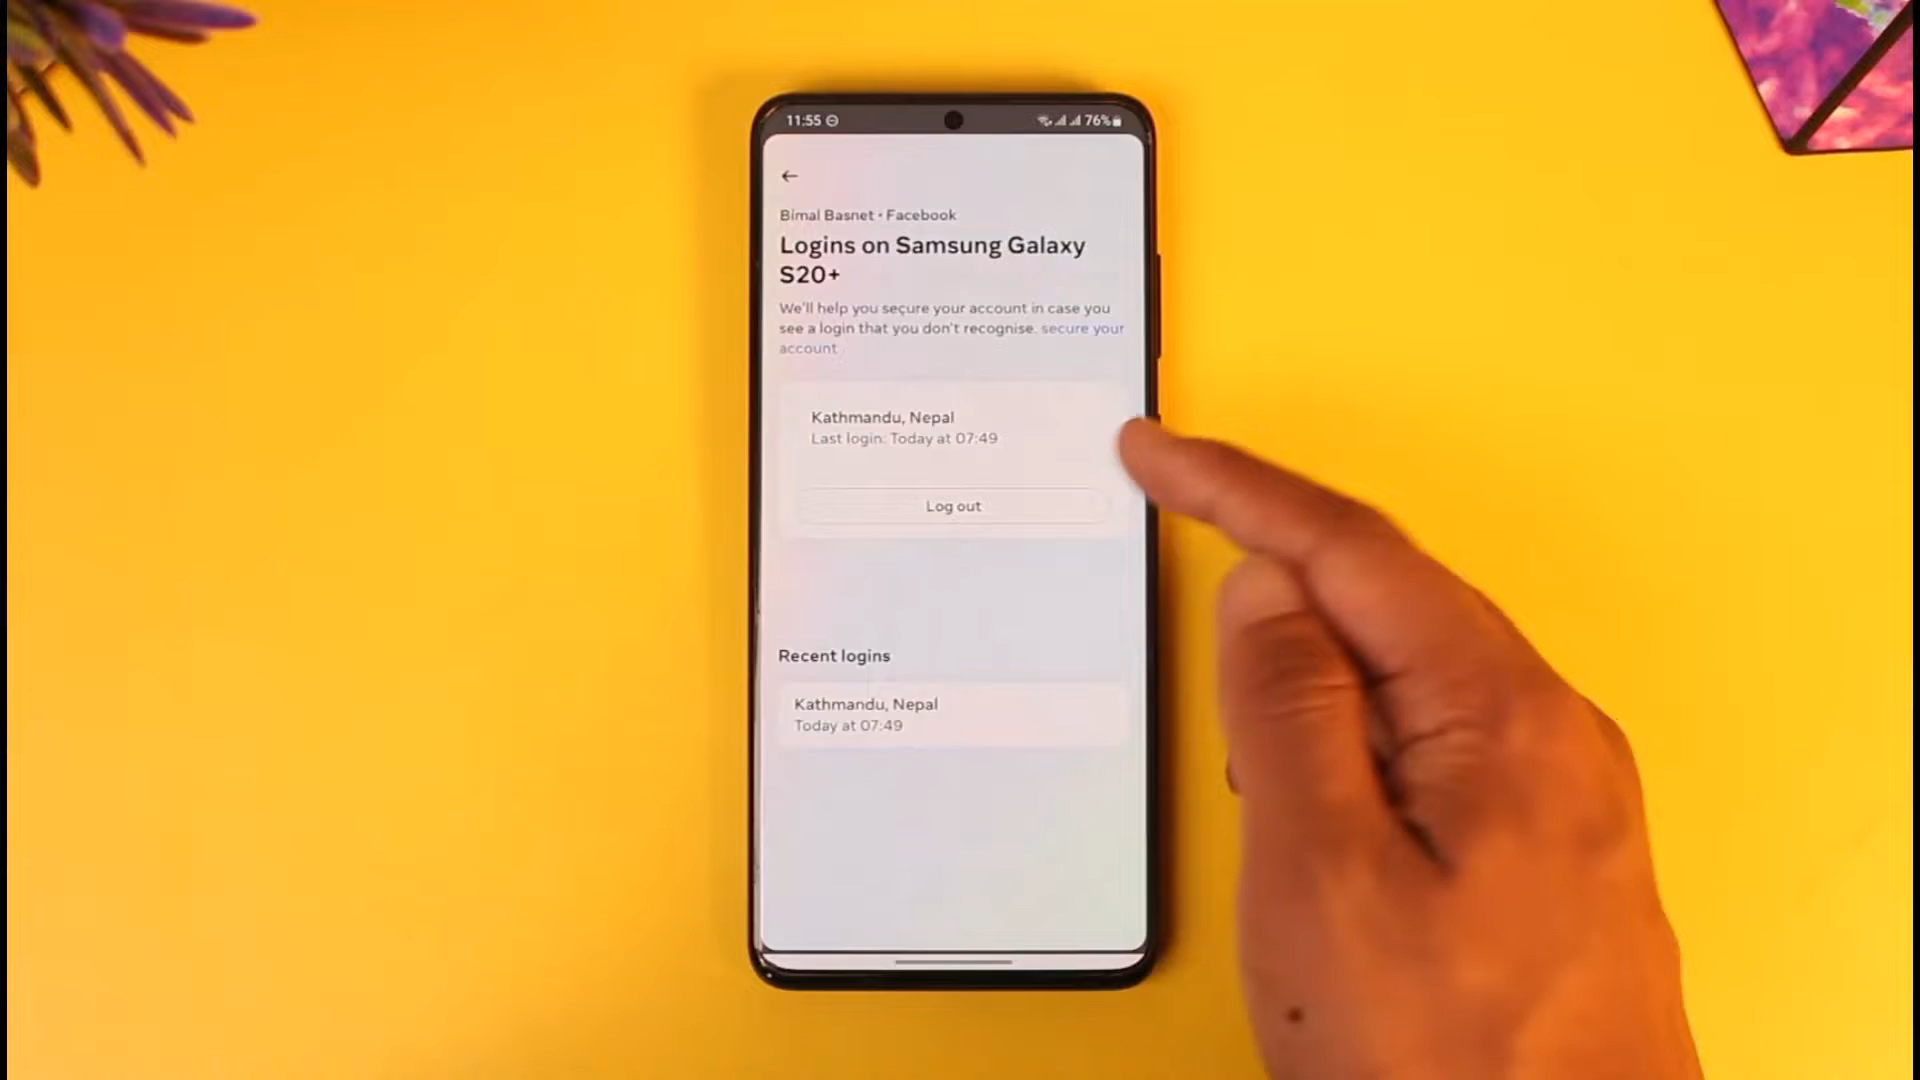 11:55
76%
Bimal Basnet · Facebook
Logins on Samsung Galaxy
S20+
We'll help you secure your account in case you
see a login that you don't recognise. secure your
account
Kathmandu, Nepal
Last login: Today at 07:49
Log out
Recent logins
Kathmandu, Nepal
Today at 07:49